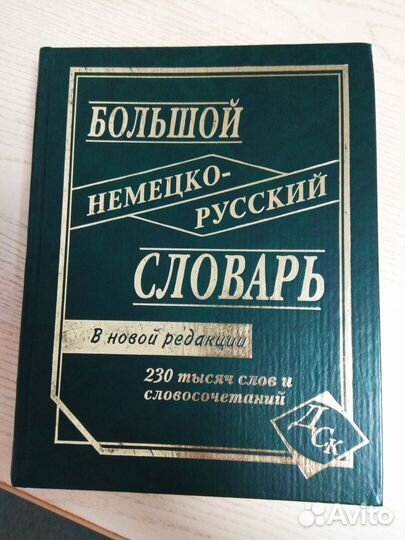 БОЛЬШОЙ
НЕМЕЦКО-
РУССКИЙ
СЛОВАРЬ
В новой редакции
230 тысяч слов и
словосочетаний
ДСК
Avito